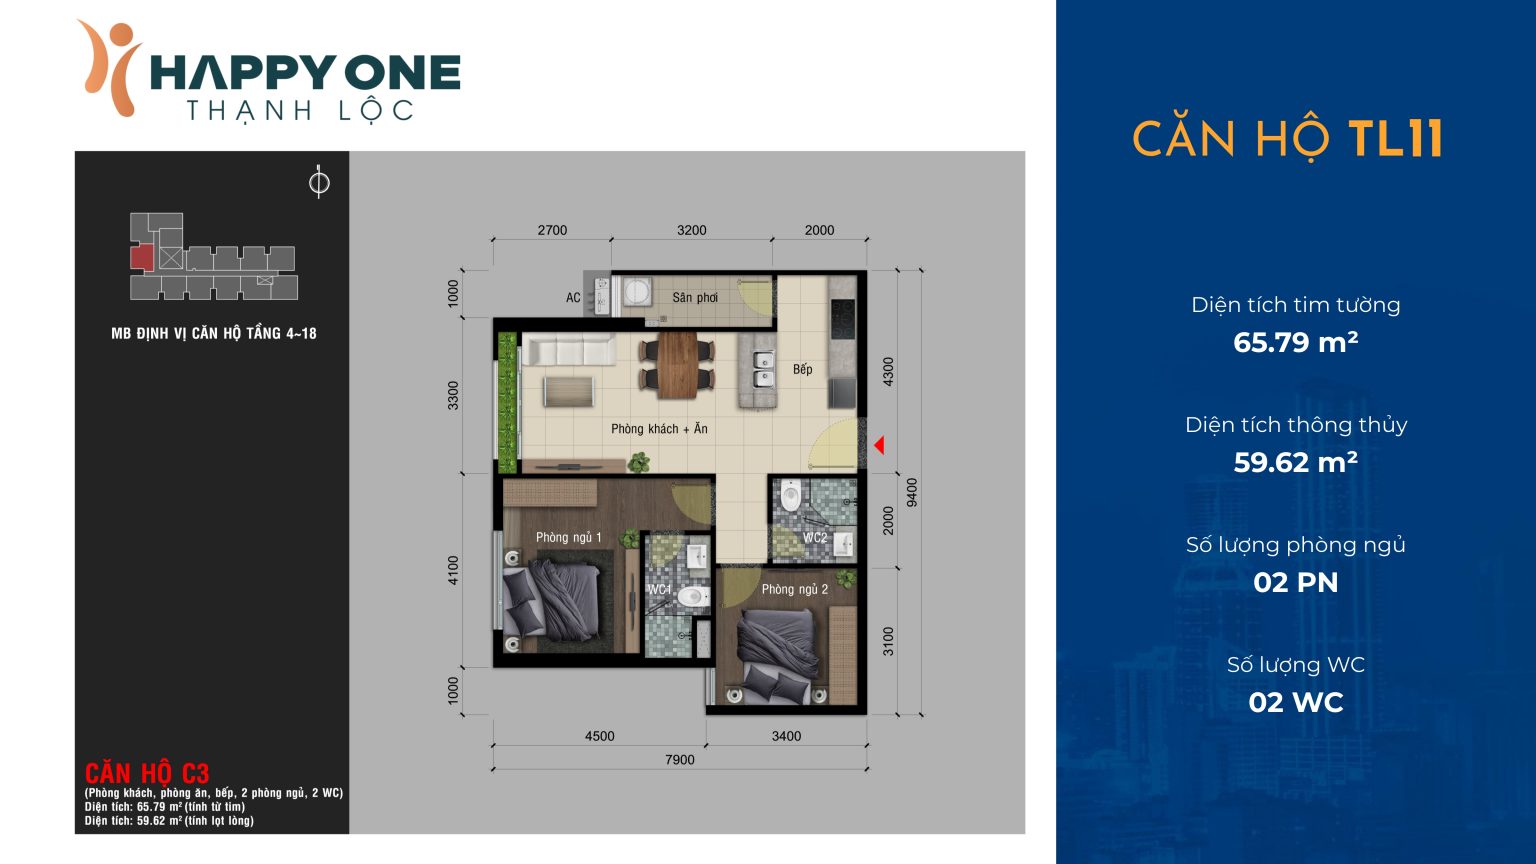 HAPPY ONE
THẠNH LỘC
MB ĐỊNH VỊ CĂN HỘ TẦNG 4~18
CĂN HỘ C3
(Phòng khách, phòng ăn, bếp, 2 phòng ngủ, 2 WC)
Diện tích: 65.79 m² (tính từ tim)
Diện tích: 59.62 m² (tính lọt lòng)
2700
3200
2000
1000
AC
Sân phơi
3300
4300
Bếp
Phòng khách + Ăn
9400
2000
4100
Phòng ngủ 1
WC2
WC1
Phòng ngủ 2
3100
1000
4500
3400
7900
CĂN HỘ TL11
Diện tích tim tường
65.79 m²
Diện tích thông thủy
59.62 m²
Số lượng phòng ngủ
02 PN
Số lượng WC
02 WC